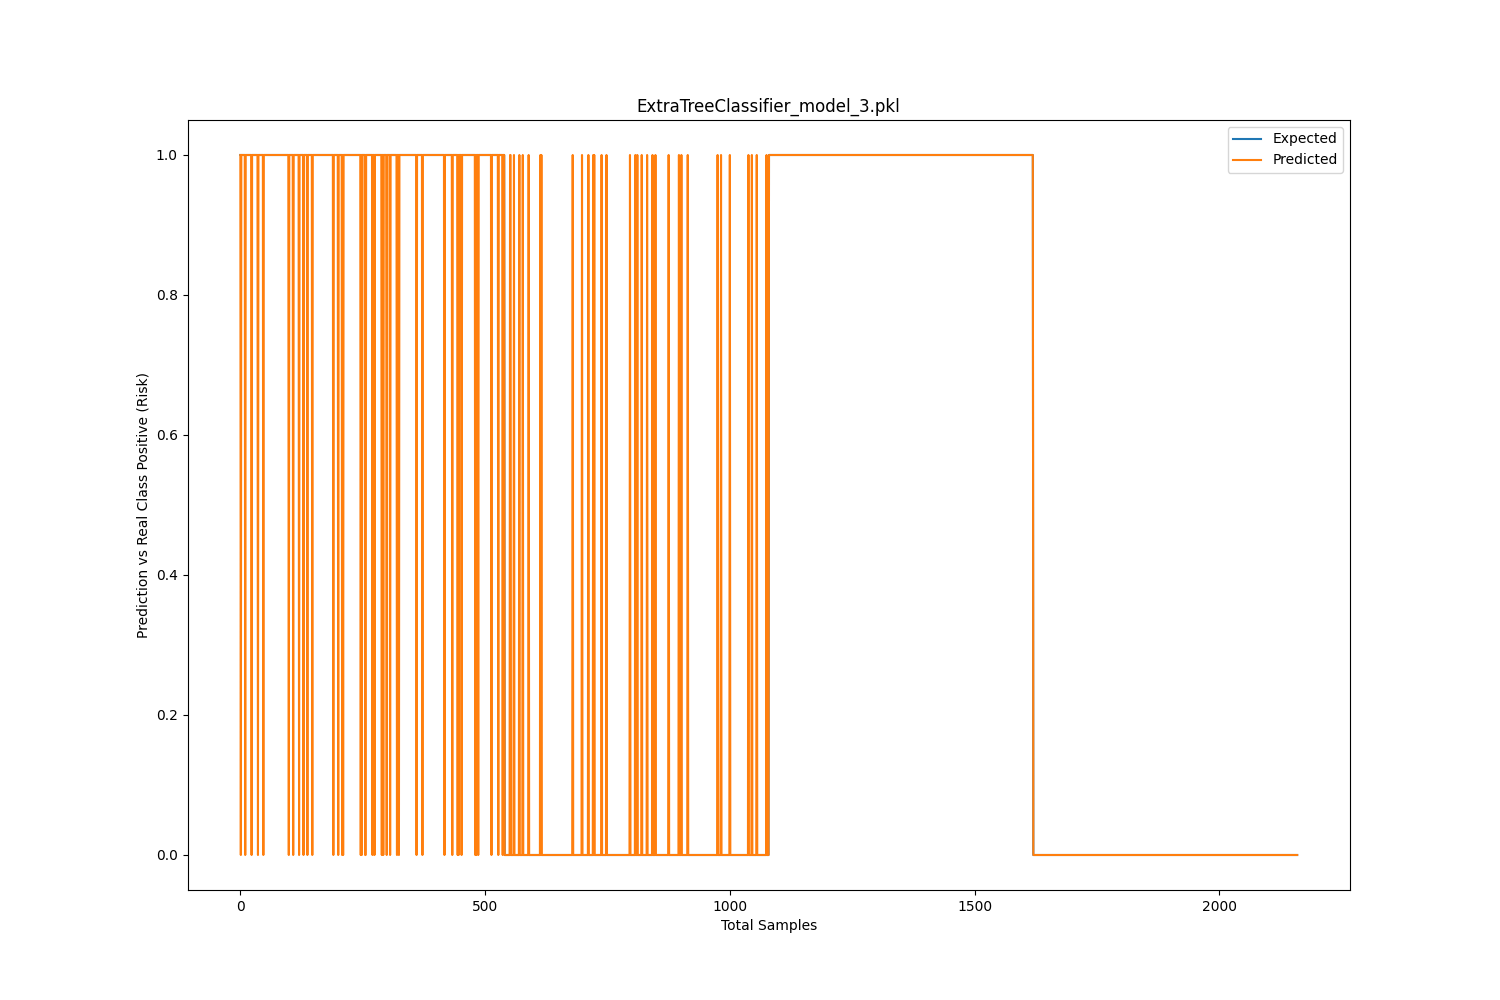 ExtraTreeClassifier_model_3.pkl
Expected
Predicted
Prediction vs Real Class Positive (Risk)
1.0
0.8
0.6
0.4
0.2
0.0
0
500
1000
1500
2000
Total Samples